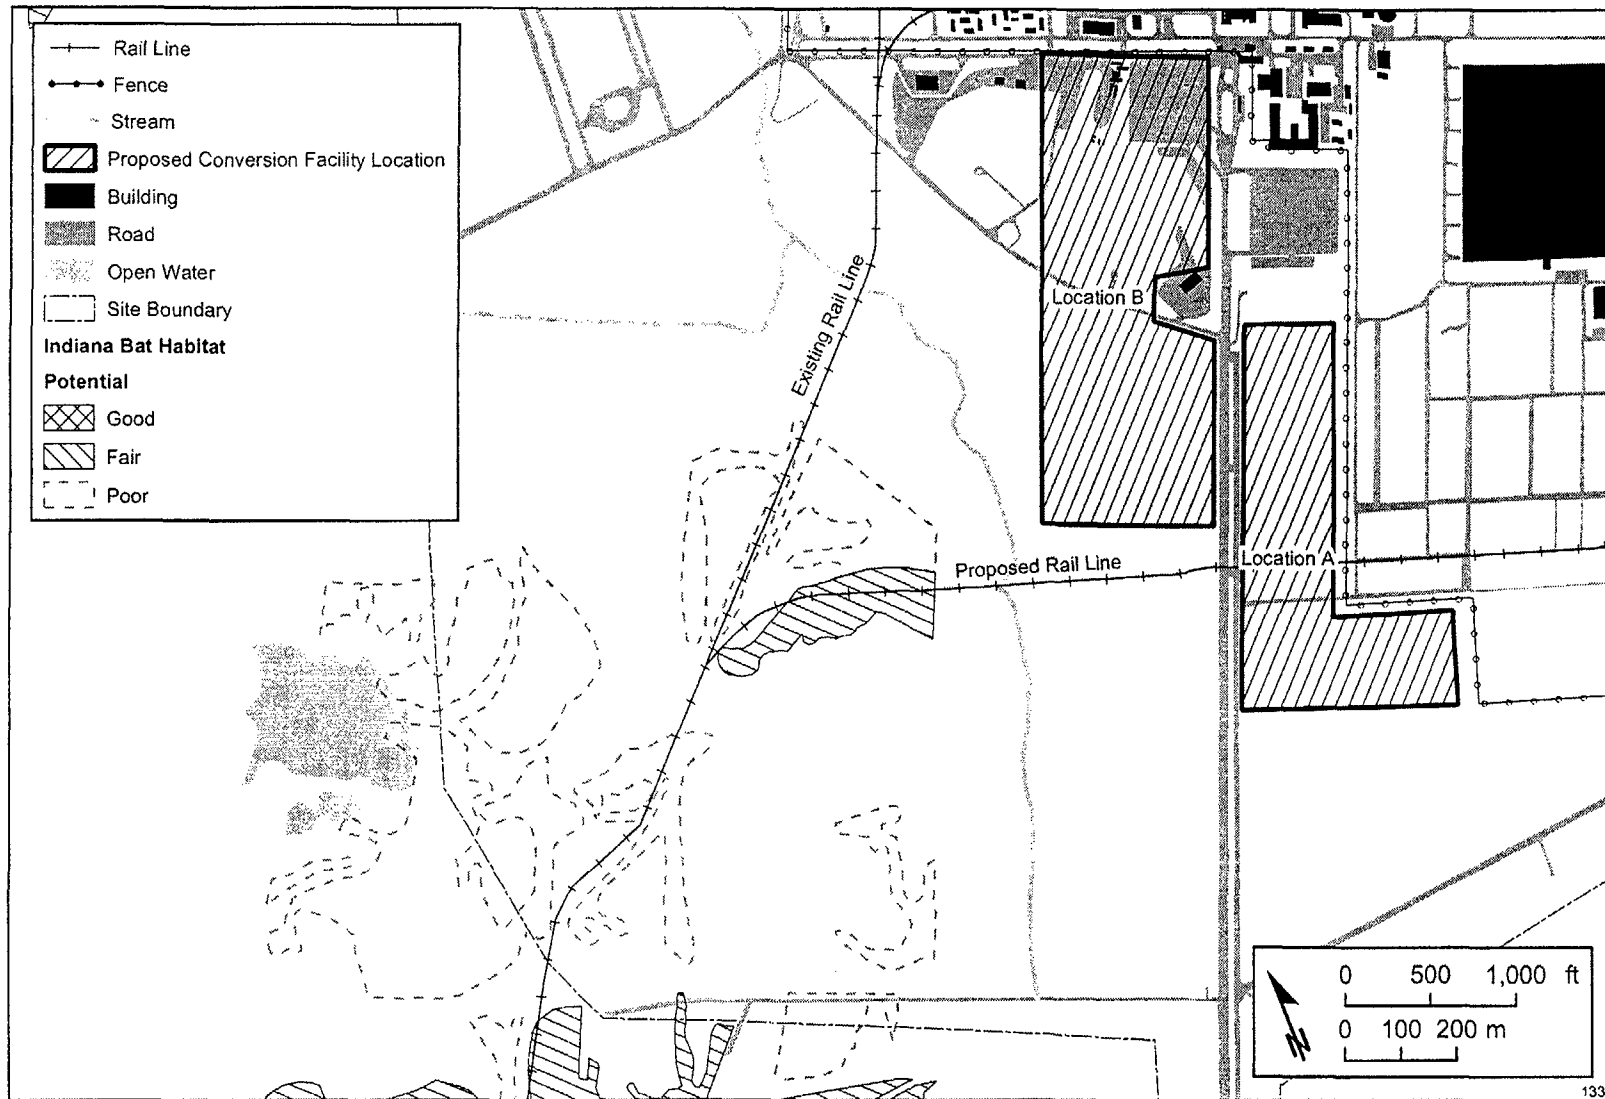 Rail Line
Fence
Stream
Proposed Conversion Facility Location
Building
Road
Open Water
Site Boundary
Indiana Bat Habitat
Potential
Good
Fair
Poor
Existing Rail Line
Location B
Proposed Rail Line
Location A
0 500 1,000 ft
0 100 200 m
N
133